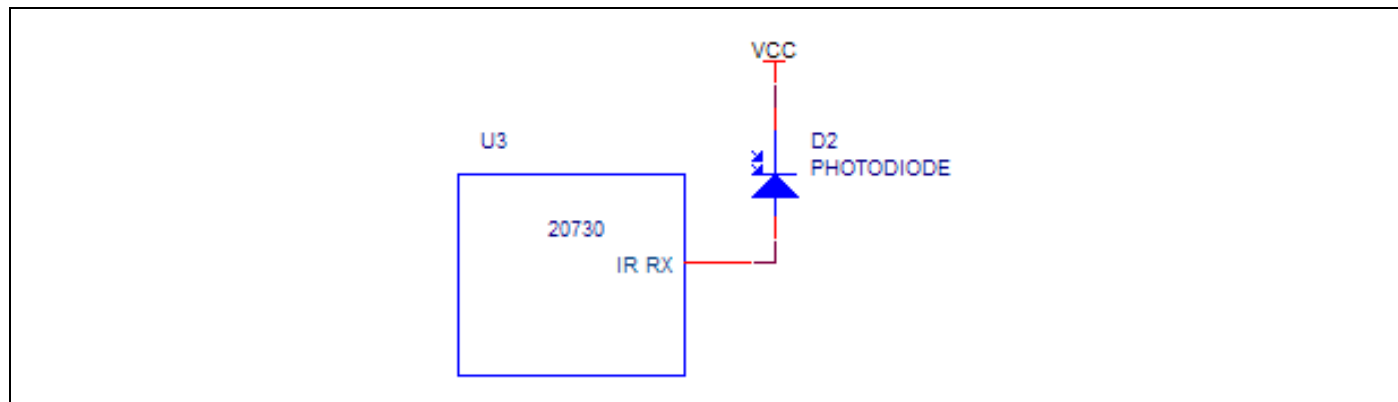 VCC
U3
D2
PHOTODIODE
20730
IR RX